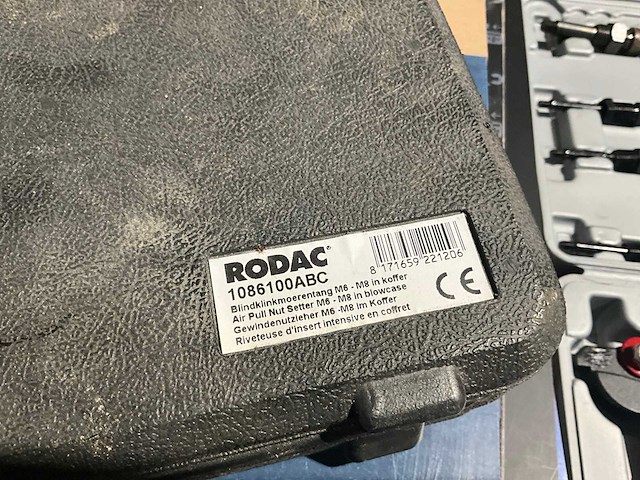 RODAC®
1086100ABC
8 171659 221206
Blindklinkmoerentang M6 - M8 in koffer
Air Pull Nut Setter M6 - M8 in blowcase
Gewindenutzieher M6 -M8 im Koffer
Riveteuse d'insert intensive en coffret
CE